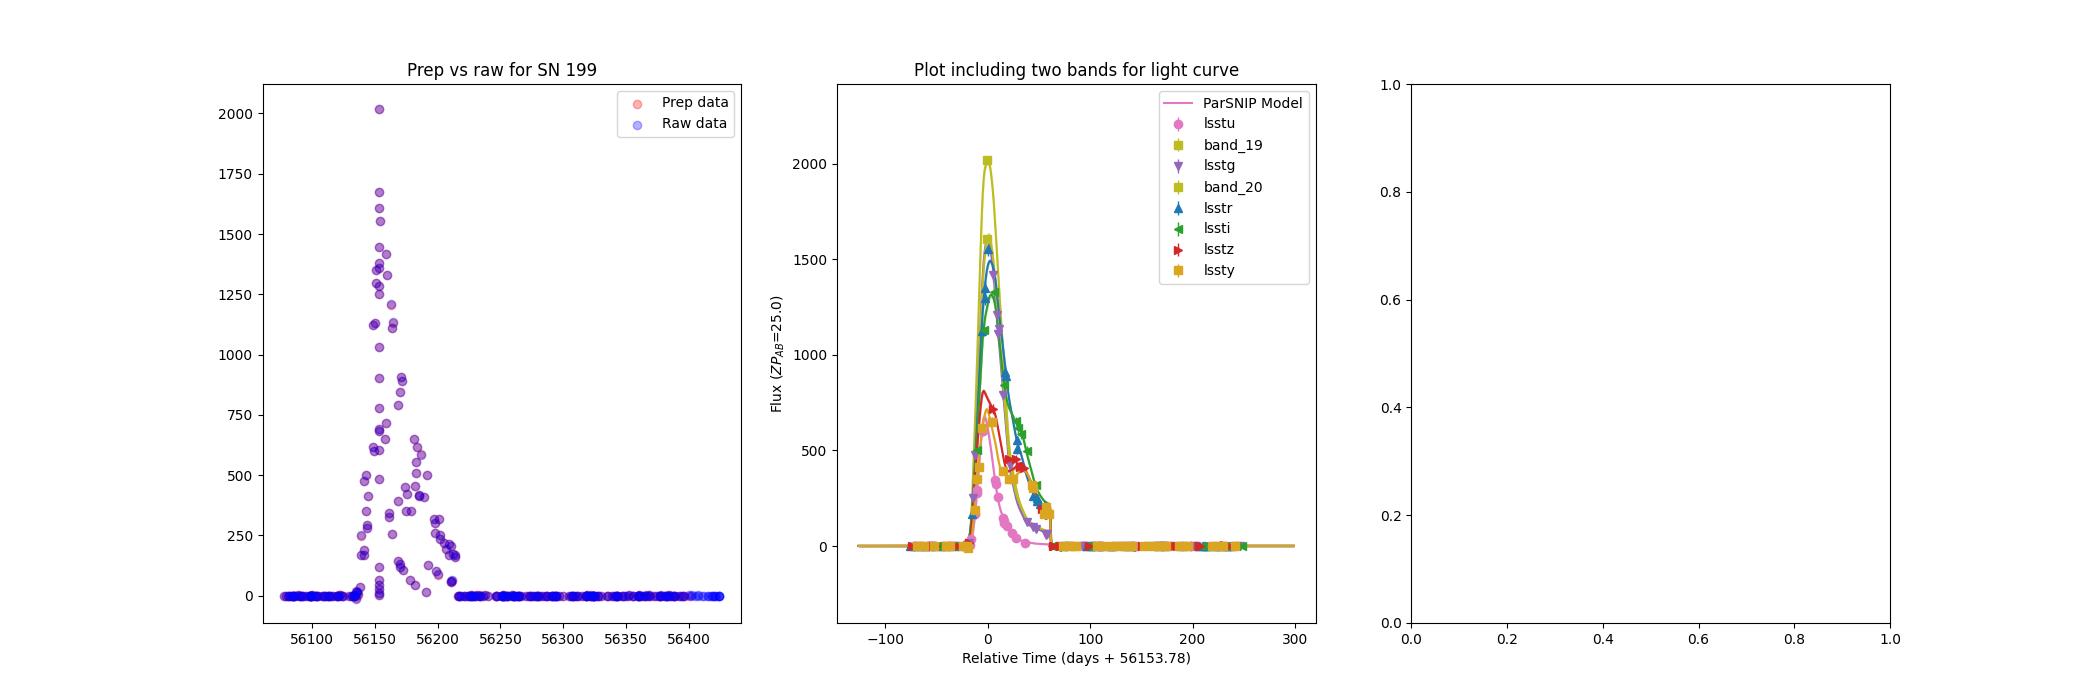 Prep vs raw for SN 199
Prep data
Raw data
2000
1750
1500
1250
1000
750
500
250
0
56100 56150 56200 56250 56300 56350 56400
Plot including two bands for light curve
ParSNIP Model
lsstu
band_19
lsstg
band_20
lsstr
lssti
lsstz
lssty
Flux (ZP_AB=25.0)
2000
1500
1000
500
0
−100 0 100 200 300
Relative Time (days + 56153.78)
1.0
0.8
0.6
0.4
0.2
0.0
0.0 0.2 0.4 0.6 0.8 1.0